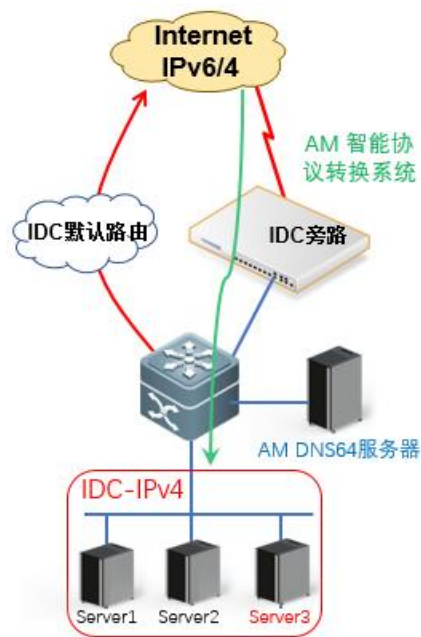 Internet
IPv6/4
AM 智能协
议转换系统
IDC默认路由
IDC旁路
AM DNS64服务器
IDC-IPv4
Server1
Server2
Server3